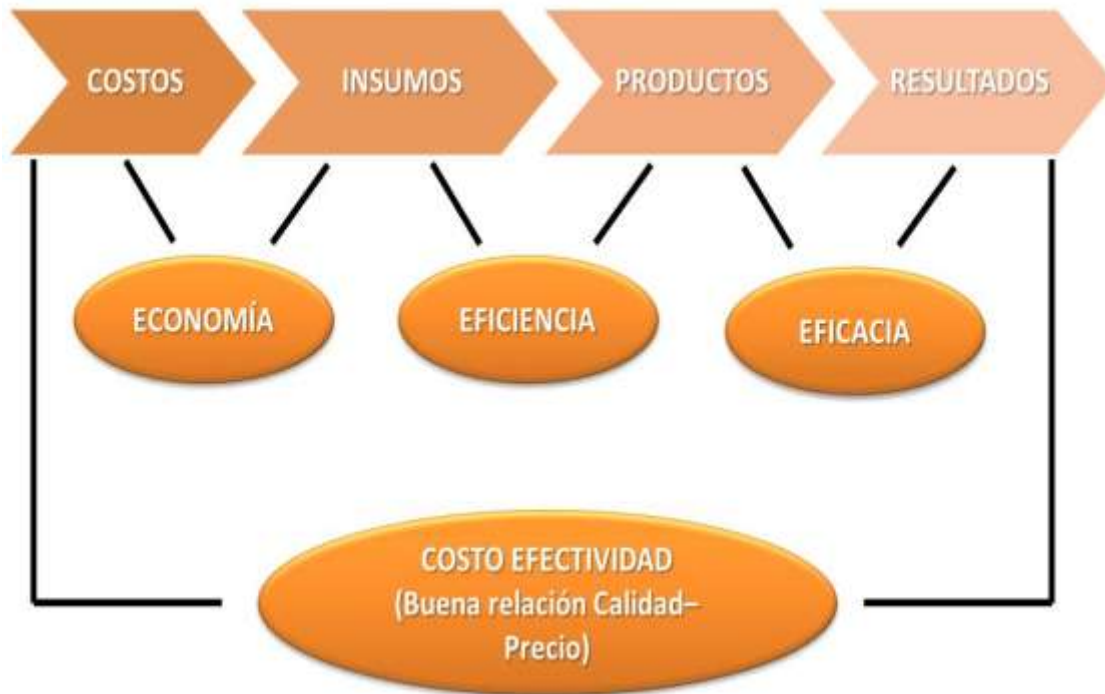 COSTOS
INSUMOS
PRODUCTOS
RESULTADOS
ECONOMÍA
EFICIENCIA
EFICACIA
COSTO EFECTIVIDAD
(Buena relación Calidad–
Precio)